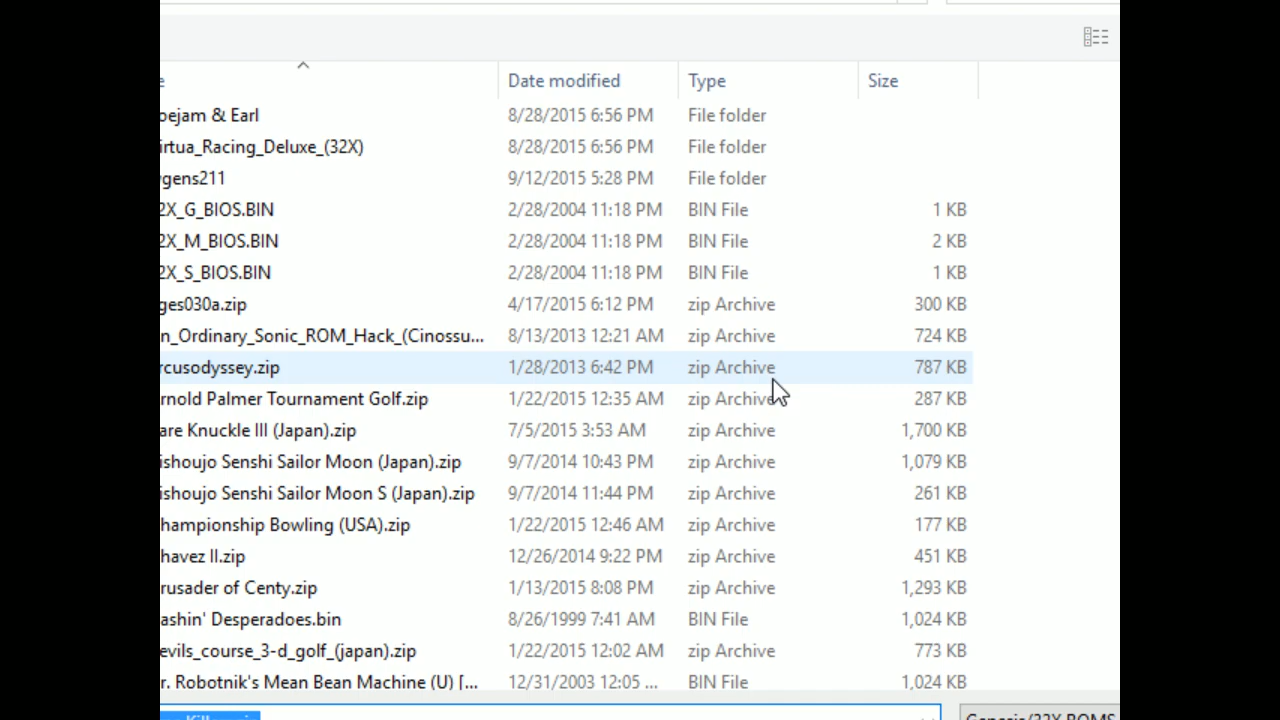 e Date modified Type Size
oejam & Earl 8/28/2015 6:56 PM File folder
irtua_Racing_Deluxe_(32X) 8/28/2015 6:56 PM File folder
ygens211 9/12/2015 5:28 PM File folder
2X_G_BIOS.BIN 2/28/2004 11:18 PM BIN File 1 KB
2X_M_BIOS.BIN 2/28/2004 11:18 PM BIN File 2 KB
2X_S_BIOS.BIN 2/28/2004 11:18 PM BIN File 1 KB
ges030a.zip 4/17/2015 6:12 PM zip Archive 300 KB
n_Ordinary_Sonic_ROM_Hack_(Cinossu... 8/13/2013 12:21 AM zip Archive 724 KB
rcusodyssey.zip 1/28/2013 6:42 PM zip Archive 787 KB
rnold Palmer Tournament Golf.zip 1/22/2015 12:35 AM zip Archive 287 KB
are Knuckle III (Japan).zip 7/5/2015 3:53 AM zip Archive 1,700 KB
ishoujo Senshi Sailor Moon (Japan).zip 9/7/2014 10:43 PM zip Archive 1,079 KB
ishoujo Senshi Sailor Moon S (Japan).zip 9/7/2014 11:44 PM zip Archive 261 KB
hampionship Bowling (USA).zip 1/22/2015 12:46 AM zip Archive 177 KB
havez II.zip 12/26/2014 9:22 PM zip Archive 451 KB
rusader of Centy.zip 1/13/2015 8:08 PM zip Archive 1,293 KB
ashin' Desperadoes.bin 8/26/1999 7:41 AM BIN File 1,024 KB
evils_course_3-d_golf_(japan).zip 1/22/2015 12:02 AM zip Archive 773 KB
r. Robotnik's Mean Bean Machine (U) [... 12/31/2003 12:05 ... BIN File 1,024 KB
Genesis/32X ROMS